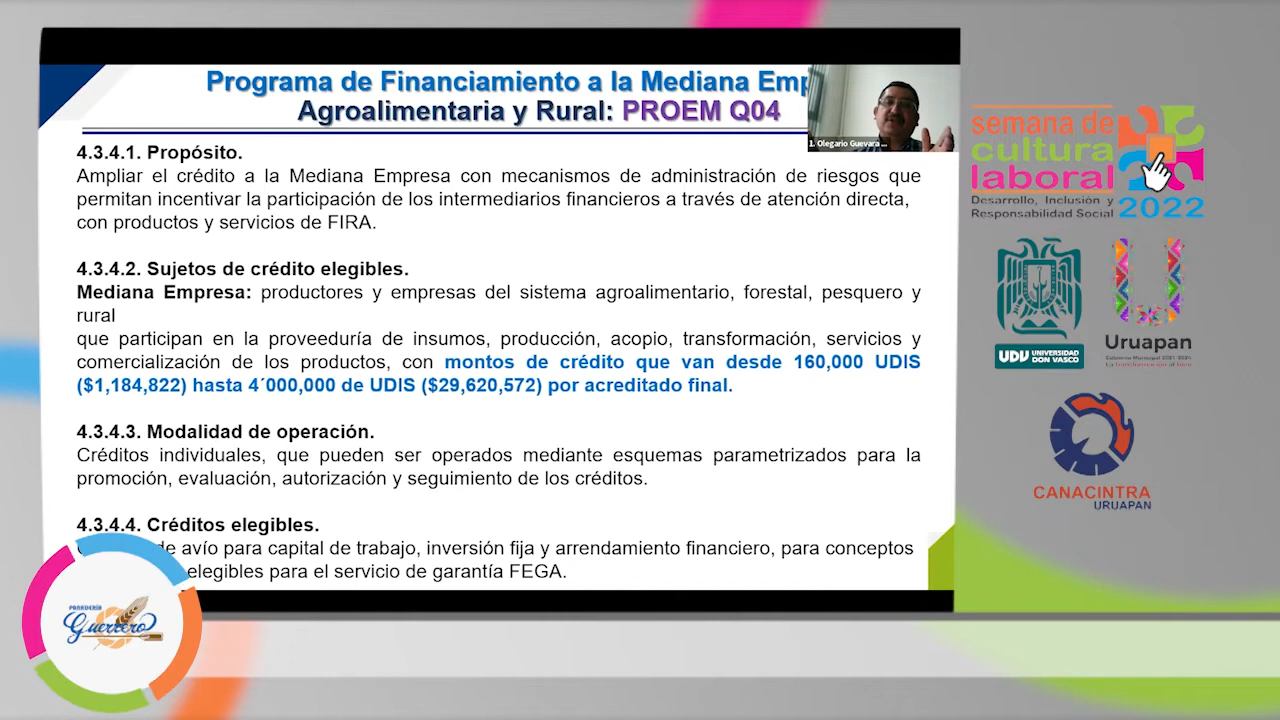 Programa de Financiamiento a la Mediana
Agroalimentaria y Rural: PROEM Q04
1. Olegario Guevara ...
4.3.4.1. Propósito.
Ampliar el crédito a la Mediana Empresa con mecanismos de administración de riesgos que
permitan incentivar la participación de los intermediarios financieros a través de atención directa,
con productos y servicios de FIRA.
4.3.4.2. Sujetos de crédito elegibles.
Mediana Empresa: productores y empresas del sistema agroalimentario, forestal, pesquero y
rural
que participan en la proveeduría de insumos, producción, acopio, transformación, servicios y
comercialización de los productos, con montos de crédito que van desde 160,000 UDIS
($1,184,822) hasta 4´000,000 de UDIS ($29,620,572) por acreditado final.
4.3.4.3. Modalidad de operación.
Créditos individuales, que pueden ser operados mediante esquemas parametrizados para la
promoción, evaluación, autorización y seguimiento de los créditos.
4.3.4.4. Créditos elegibles.
de avío para capital de trabajo, inversión fija y arrendamiento financiero, para conceptos
elegibles para el servicio de garantía FEGA.
semana de
cultura
laboral
Desarrollo, Inclusión y
Responsabilidad Social
2022
UDV UNIVERSIDAD
DON VASCO
Uruapan
Gobierno Municipal 2021-2024
CANACINTRA
URUAPAN
PANADERÍA
Guerrero